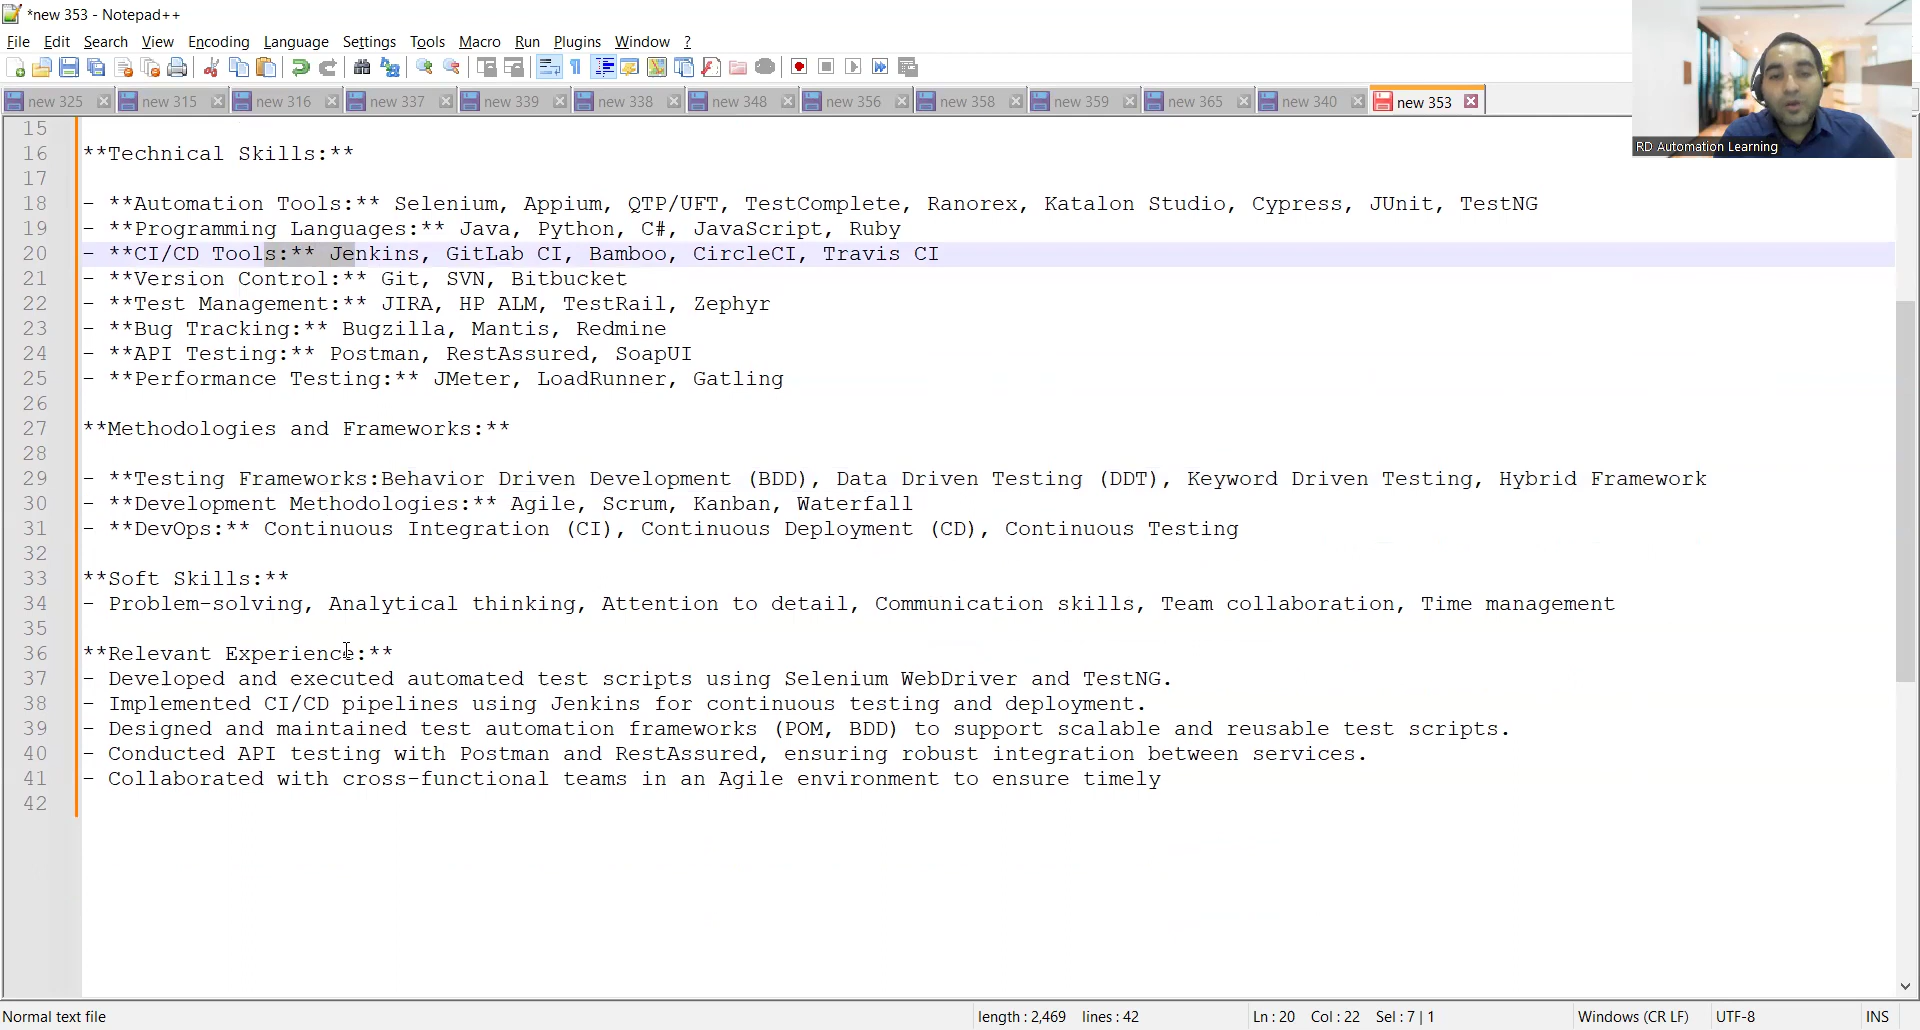 *new 353 - Notepad++
File Edit Search View Encoding Language Settings Tools Macro Run Plugins Window ?
new 325 new 315 new 316 new 337 new 339 new 338 new 348 new 356 new 358 new 359 new 365 new 340 new 353
RD Automation Learning
15
16 **Technical Skills:**
17
18 - **Automation Tools:** Selenium, Appium, QTP/UFT, TestComplete, Ranorex, Katalon Studio, Cypress, JUnit, TestNG
19 - **Programming Languages:** Java, Python, C#, JavaScript, Ruby
20 - **CI/CD Tools:** Jenkins, GitLab CI, Bamboo, CircleCI, Travis CI
21 - **Version Control:** Git, SVN, Bitbucket
22 - **Test Management:** JIRA, HP ALM, TestRail, Zephyr
23 - **Bug Tracking:** Bugzilla, Mantis, Redmine
24 - **API Testing:** Postman, RestAssured, SoapUI
25 - **Performance Testing:** JMeter, LoadRunner, Gatling
26
27 **Methodologies and Frameworks:**
28
29 - **Testing Frameworks:Behavior Driven Development (BDD), Data Driven Testing (DDT), Keyword Driven Testing, Hybrid Framework
30 - **Development Methodologies:** Agile, Scrum, Kanban, Waterfall
31 - **DevOps:** Continuous Integration (CI), Continuous Deployment (CD), Continuous Testing
32
33 **Soft Skills:**
34 - Problem-solving, Analytical thinking, Attention to detail, Communication skills, Team collaboration, Time management
35
36 **Relevant Experience:**
37 - Developed and executed automated test scripts using Selenium WebDriver and TestNG.
38 - Implemented CI/CD pipelines using Jenkins for continuous testing and deployment.
39 - Designed and maintained test automation frameworks (POM, BDD) to support scalable and reusable test scripts.
40 - Conducted API testing with Postman and RestAssured, ensuring robust integration between services.
41 - Collaborated with cross-functional teams in an Agile environment to ensure timely
42
Normal text file length : 2,469 lines : 42 Ln : 20 Col : 22 Sel : 7 | 1 Windows (CR LF) UTF-8 INS